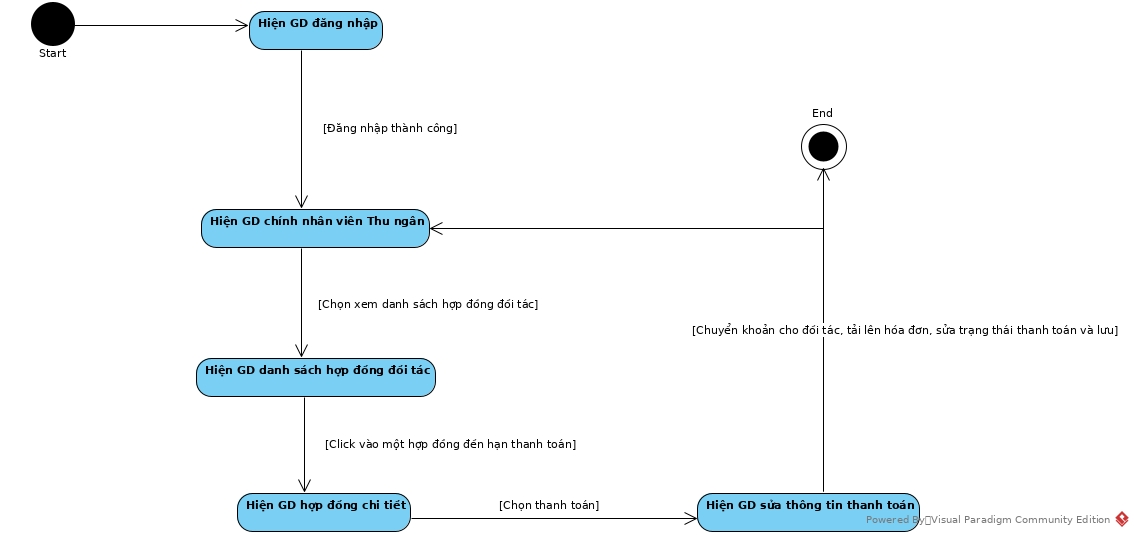 Start
Hiện GD đăng nhập
[Đăng nhập thành công]
End
Hiện GD chính nhân viên Thu ngân
[Chọn xem danh sách hợp đồng đối tác]
[Chuyển khoản cho đối tác, tải lên hóa đơn, sửa trạng thái thanh toán và lưu]
Hiện GD danh sách hợp đồng đối tác
[Click vào một hợp đồng đến hạn thanh toán]
Hiện GD hợp đồng chi tiết
[Chọn thanh toán]
Hiện GD sửa thông tin thanh toán
Powered By Visual Paradigm Community Edition